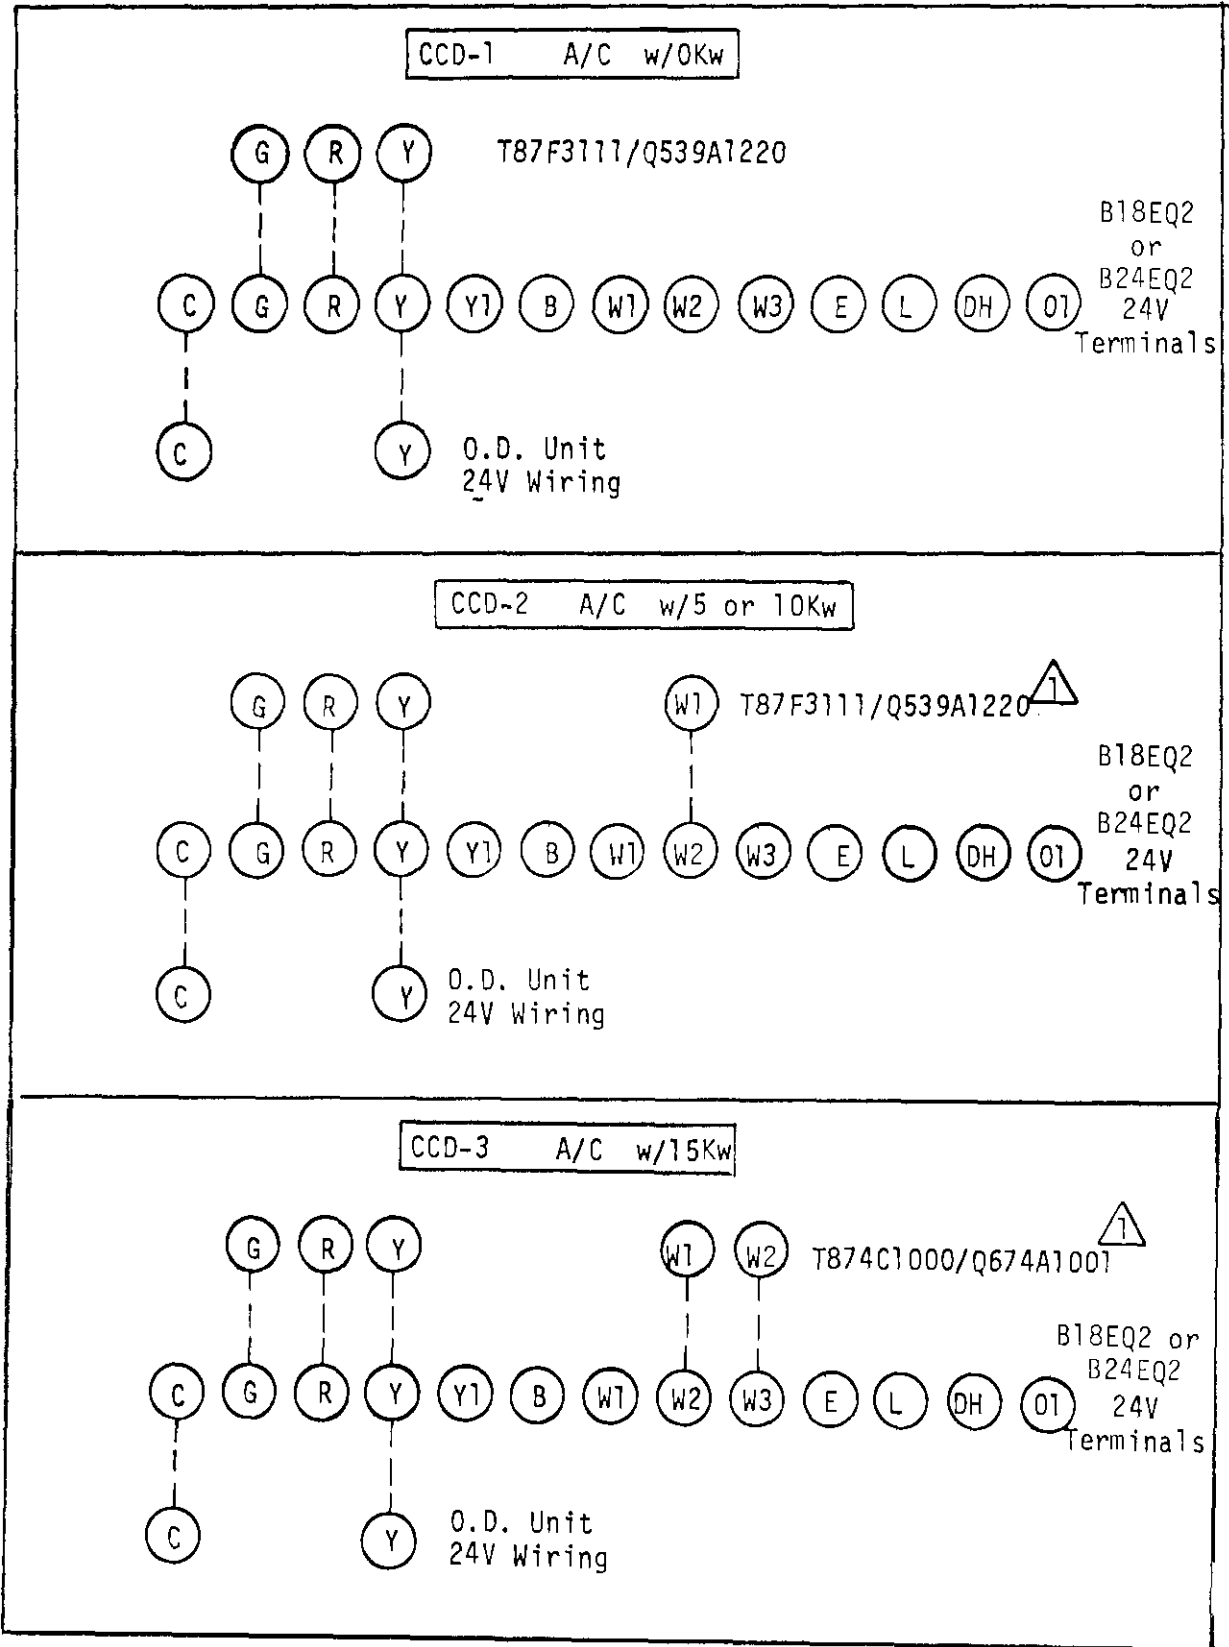 CCD-1 A/C w/0Kw
G R Y T87F3111/Q539A1220
B18EQ2
or
B24EQ2
24V
Terminals
C G R Y Y1 B W1 W2 W3 E L DH O1
C Y O.D. Unit
24V Wiring
CCD-2 A/C w/5 or 10Kw
G R Y W1 T87F3111/Q539A1220 1
B18EQ2
or
B24EQ2
24V
Terminals
C G R Y Y1 B W1 W2 W3 E L DH O1
C Y O.D. Unit
24V Wiring
CCD-3 A/C w/15Kw
G R Y W1 W2 T874C1000/Q674A1001 1
B18EQ2 or
B24EQ2
24V
Terminals
C G R Y Y1 B W1 W2 W3 E L DH O1
C Y O.D. Unit
24V Wiring